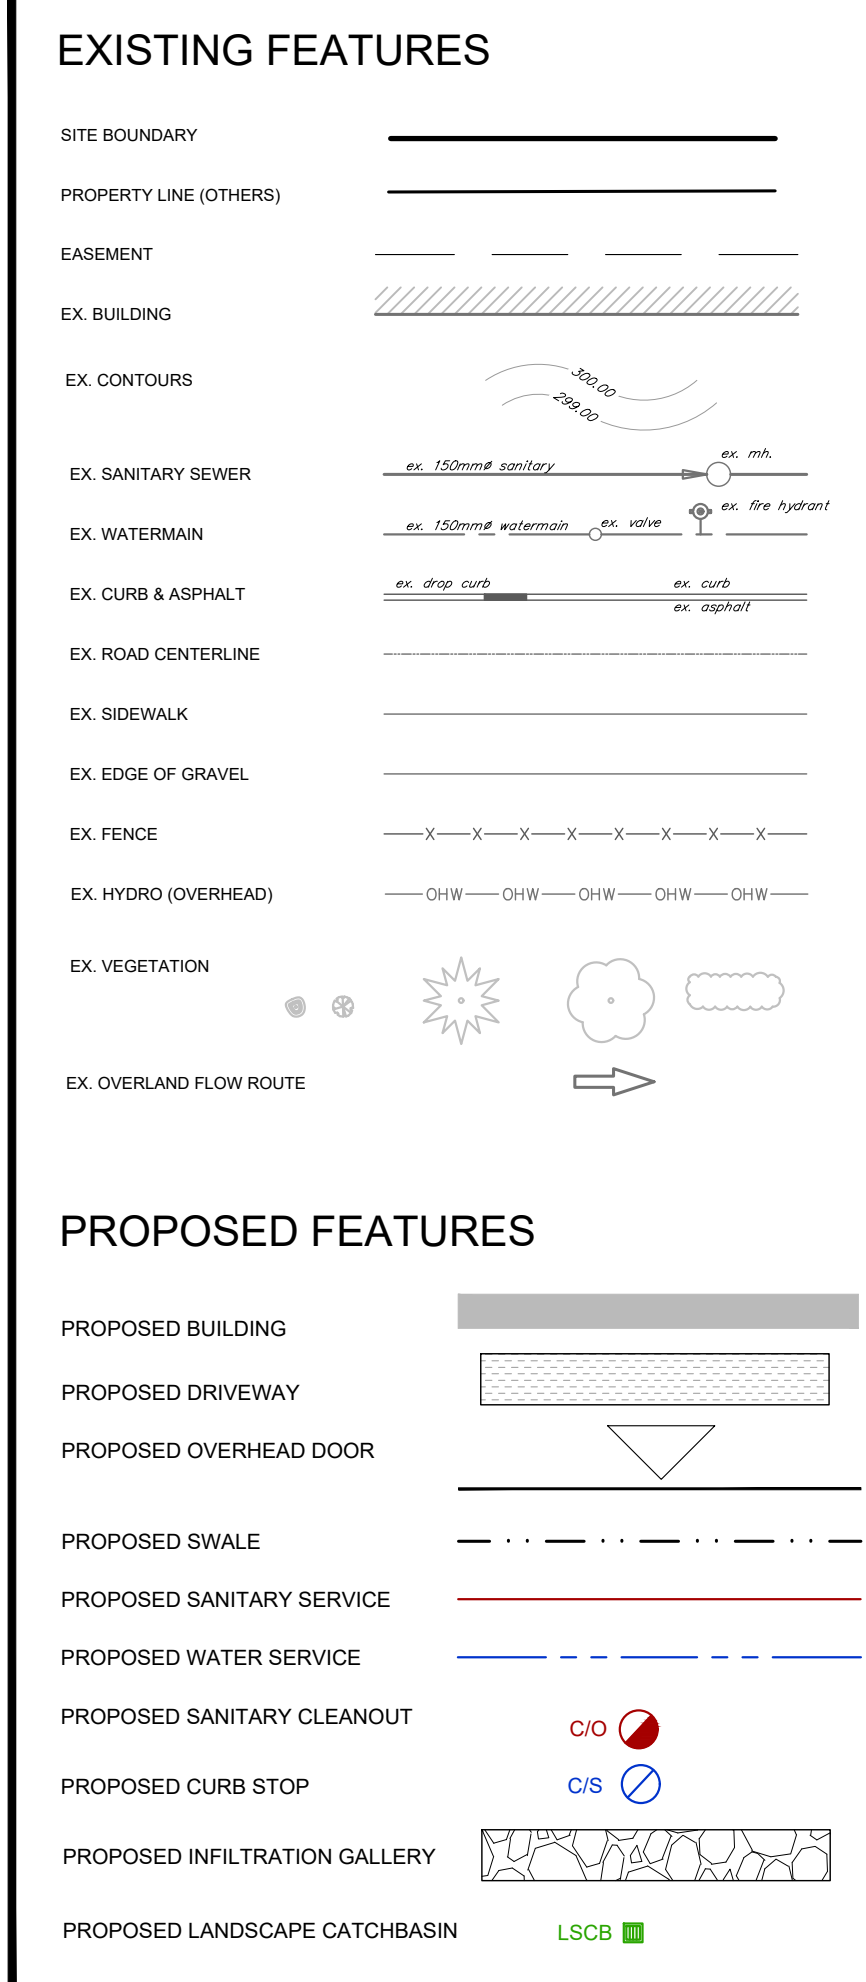 EXISTING FEATURES
SITE BOUNDARY
PROPERTY LINE (OTHERS)
EASEMENT
EX. BUILDING
EX. CONTOURS
300.00
299.00
EX. SANITARY SEWER
ex. 150mmø sanitary
ex. mh.
EX. WATERMAIN
ex. 150mmø watermain
ex. valve
ex. fire hydrant
EX. CURB & ASPHALT
ex. drop curb
ex. curb
ex. asphalt
EX. ROAD CENTERLINE
EX. SIDEWALK
EX. EDGE OF GRAVEL
EX. FENCE
X X X X X X X X
EX. HYDRO (OVERHEAD)
OHW OHW OHW OHW OHW
EX. VEGETATION
EX. OVERLAND FLOW ROUTE
PROPOSED FEATURES
PROPOSED BUILDING
PROPOSED DRIVEWAY
PROPOSED OVERHEAD DOOR
PROPOSED SWALE
PROPOSED SANITARY SERVICE
PROPOSED WATER SERVICE
PROPOSED SANITARY CLEANOUT
C/O
PROPOSED CURB STOP
C/S
PROPOSED INFILTRATION GALLERY
PROPOSED LANDSCAPE CATCHBASIN
LSCB